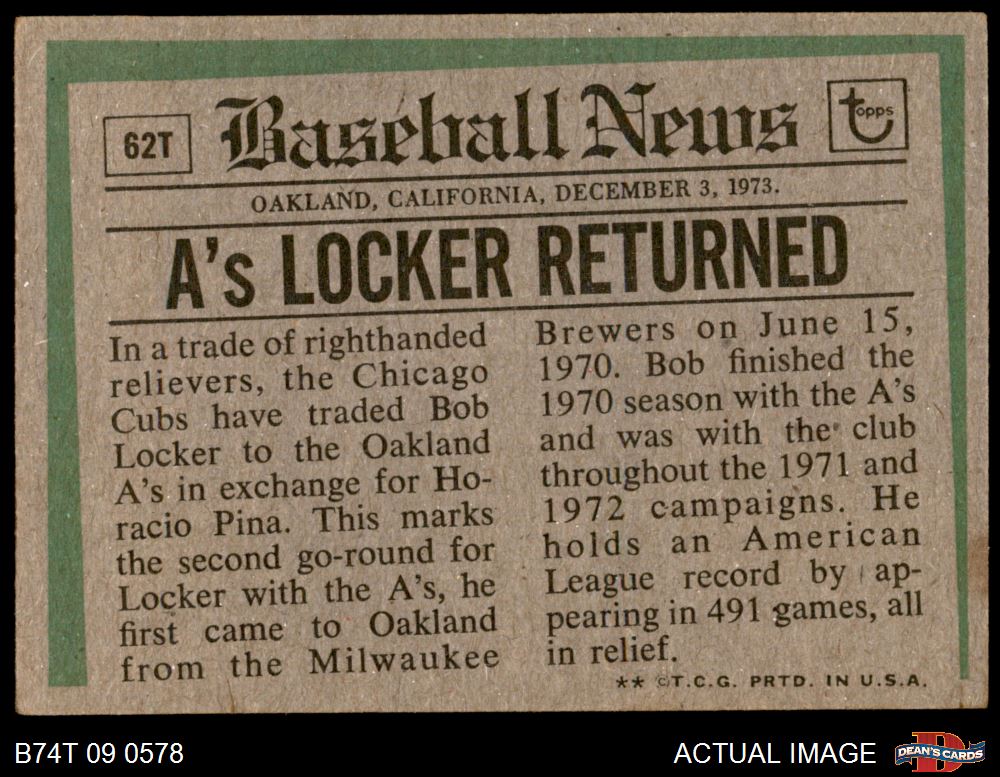 62T
Baseball News
topps
OAKLAND, CALIFORNIA, DECEMBER 3, 1973.
A's LOCKER RETURNED
In a trade of righthanded
relievers, the Chicago
Cubs have traded Bob
Locker to the Oakland
A's in exchange for Ho-
racio Pina. This marks
the second go-round for
Locker with the A's, he
first came to Oakland
from the Milwaukee
Brewers on June 15,
1970. Bob finished the
1970 season with the A's
and was with the club
throughout the 1971 and
1972 campaigns. He
holds an American
League record by ap-
pearing in 491 games, all
in relief.
** ©T.C.G. PRTD. IN U.S.A.
B74T 09 0578
ACTUAL IMAGE
D
DEAN'S CARDS